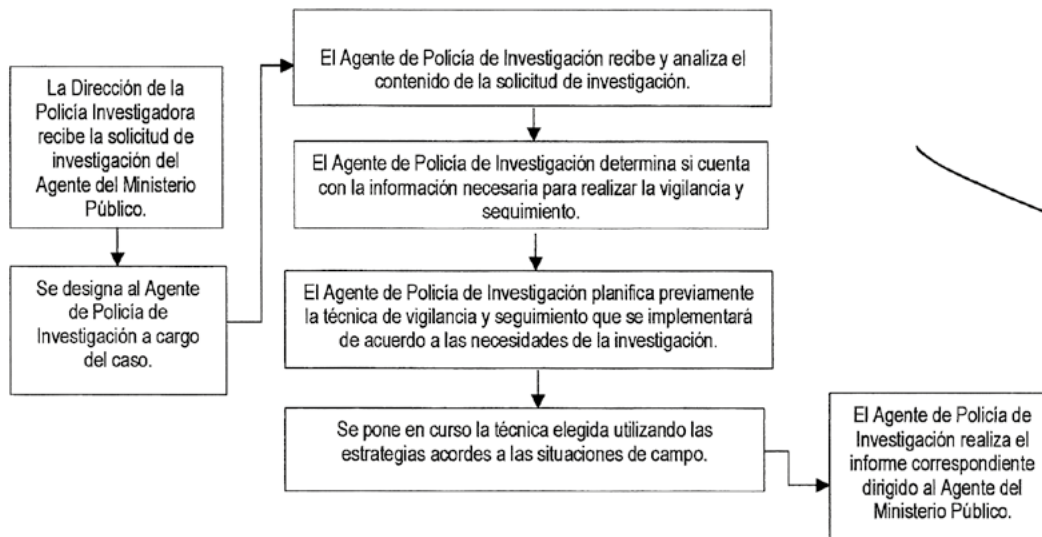 La Dirección de la
Policía Investigadora
recibe la solicitud de
investigación del
Agente del Ministerio
Público.
Se designa al Agente
de Policía de
Investigación a cargo
del caso.
El Agente de Policía de Investigación recibe y analiza el
contenido de la solicitud de investigación.
El Agente de Policía de Investigación determina si cuenta
con la información necesaria para realizar la vigilancia y
seguimiento.
El Agente de Policía de Investigación planifica previamente
la técnica de vigilancia y seguimiento que se implementará
de acuerdo a las necesidades de la investigación.
Se pone en curso la técnica elegida utilizando las
estrategias acordes a las situaciones de campo.
El Agente de Policía de
Investigación realiza el
informe correspondiente
dirigido al Agente del
Ministerio Público.